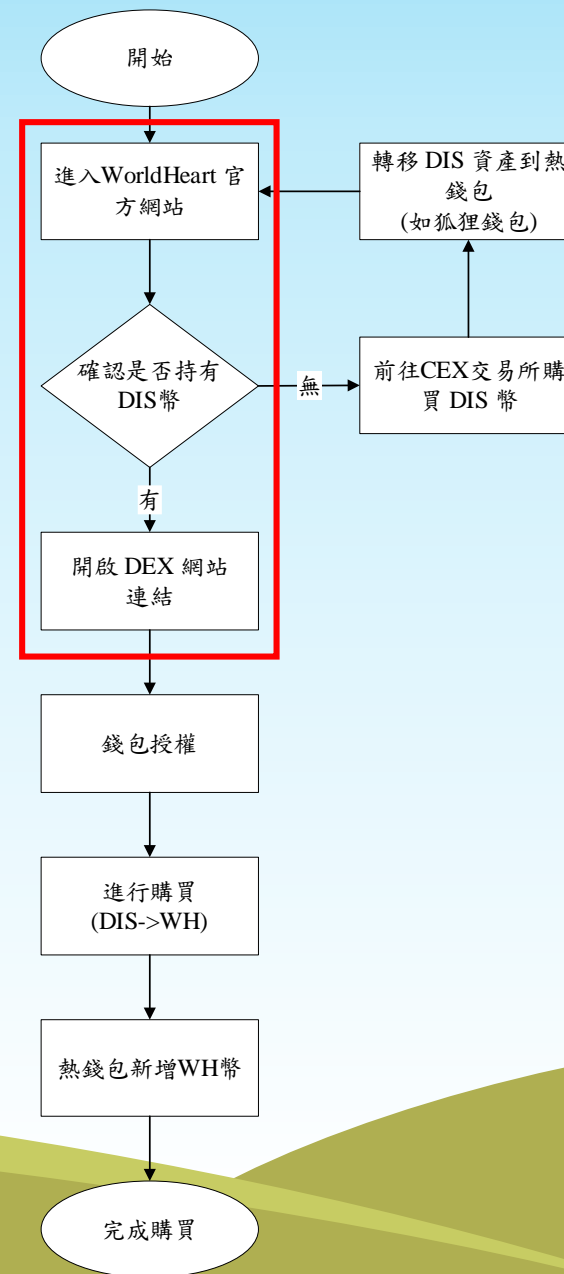 開始
進入WorldHeart 官
方網站
轉移 DIS 資產到熱
錢包
(如狐狸錢包)
確認是否持有
DIS幣
無
前往CEX交易所購
買 DIS 幣
有
開啟 DEX 網站
連結
錢包授權
進行購買
(DIS->WH)
熱錢包新增WH幣
完成購買